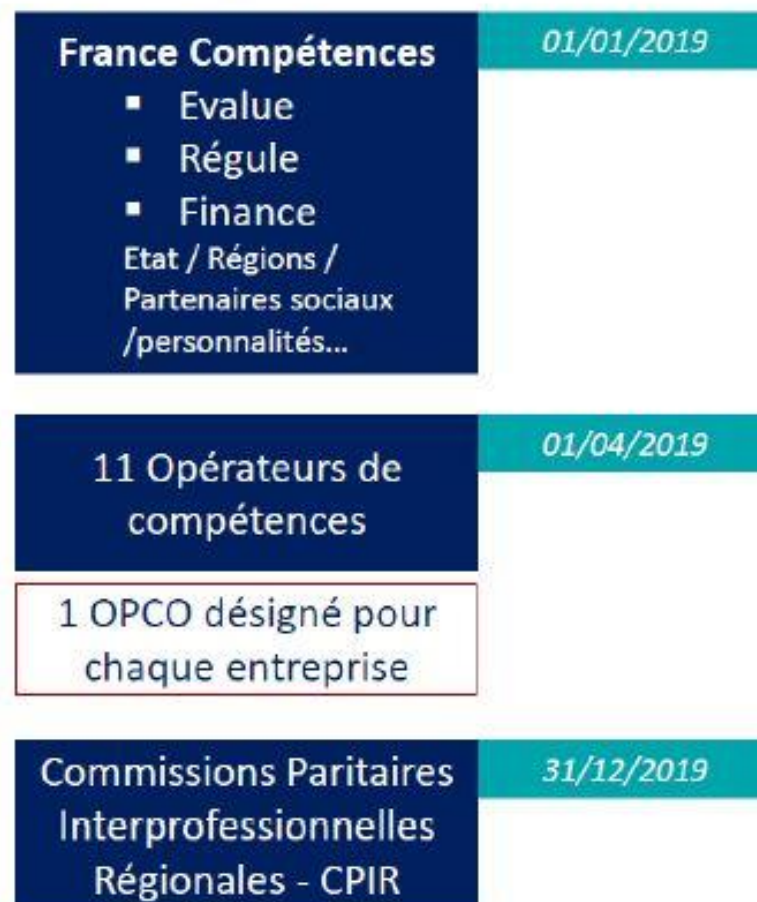 France Compétences
01/01/2019
▪ Evalue
▪ Régule
▪ Finance
Etat / Régions /
Partenaires sociaux
/personnalités...
11 Opérateurs de
compétences
01/04/2019
1 OPCO désigné pour
chaque entreprise
Commissions Paritaires
Interprofessionnelles
Régionales - CPIR
31/12/2019